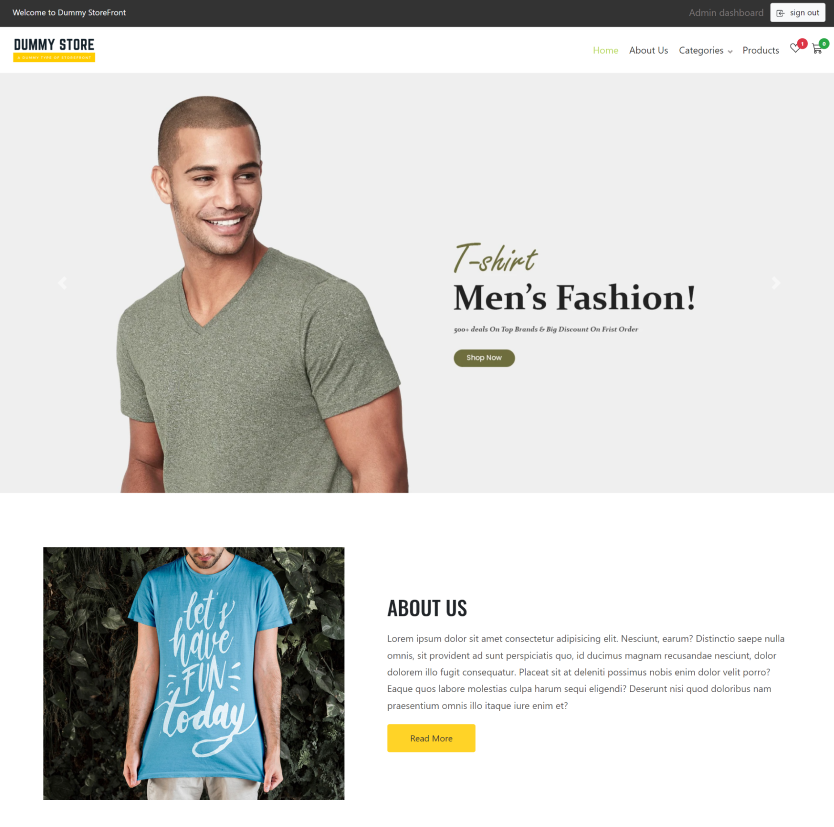 Welcome to Dummy StoreFront
Admin dashboard
sign out
DUMMY STORE
Home
About Us
Categories
Products
1
0
T-shirt
Men's Fashion!
500+ deals On Top Brands & Big Discount On Frist Order
Shop Now
let's
have
FUN
today
ABOUT US
Lorem ipsum dolor sit amet consectetur adipisicing elit. Nesciunt, earum? Distinctio saepe nulla
omnis, sit provident ad sunt perspiciatis quo, id ducimus magnam recusandae nesciunt, dolor
dolorem illo fugit consequatur. Placeat sit at deleniti possimus nobis enim dolor velit porro?
Eaque quos labore molestias culpa harum sequi eligendi? Deserunt nisi quod doloribus nam
praesentium omnis illo itaque iure enim et?
Read More